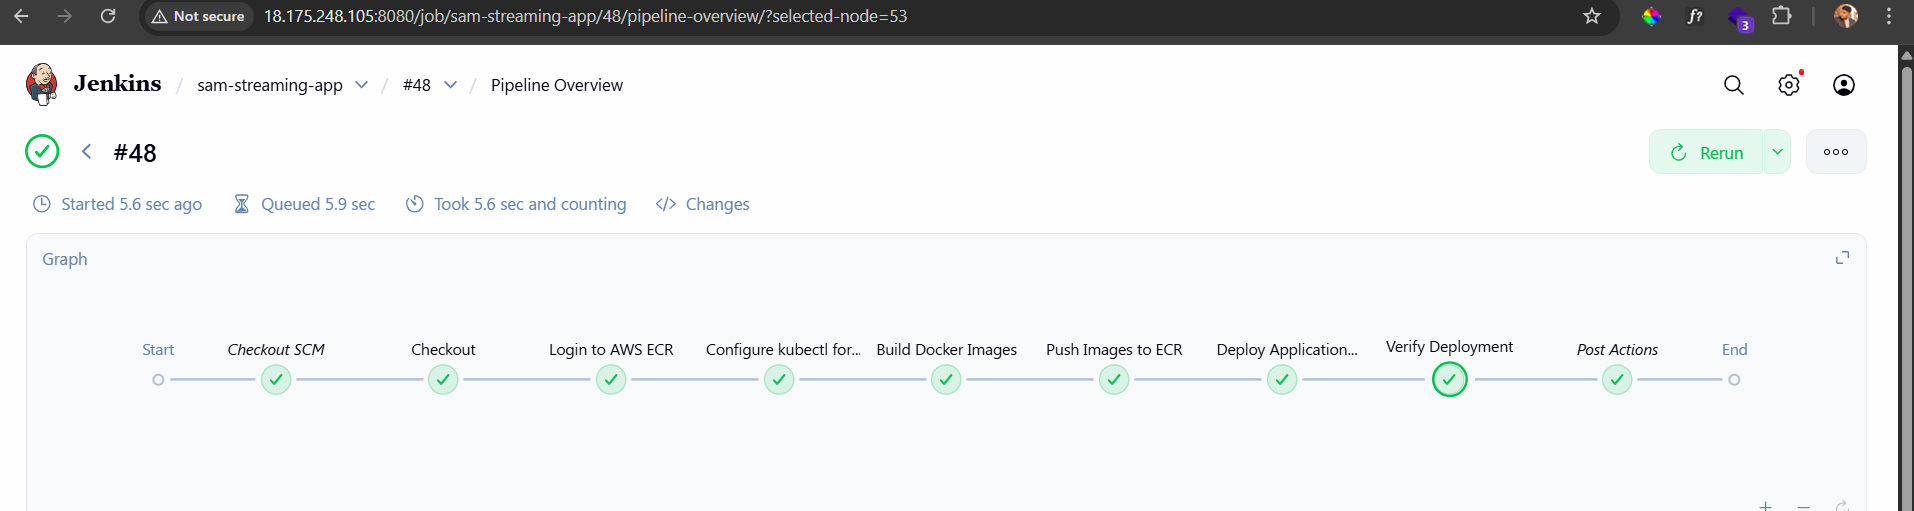 Not secure 18.175.248.105:8080/job/sam-streaming-app/48/pipeline-overview/?selected-node=53 f? 3
Jenkins / sam-streaming-app / #48 / Pipeline Overview
#48 Rerun
Started 5.6 sec ago Queued 5.9 sec Took 5.6 sec and counting </> Changes
Graph
Start Checkout SCM Checkout Login to AWS ECR Configure kubectl for... Build Docker Images Push Images to ECR Deploy Application... Verify Deployment Post Actions End